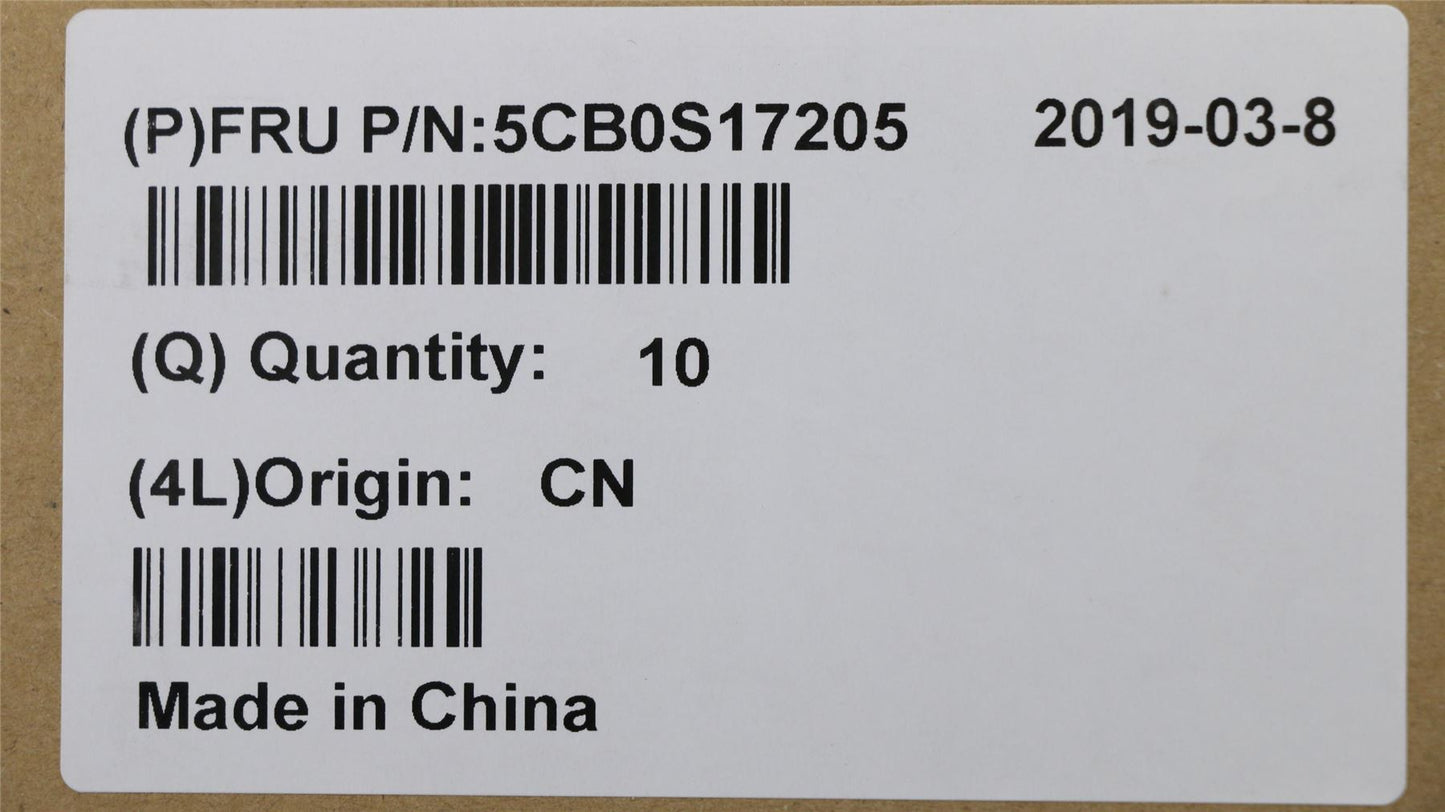 (P)FRU P/N:5CB0S17205 2019-03-8
(Q) Quantity: 10
(4L)Origin: CN
Made in China